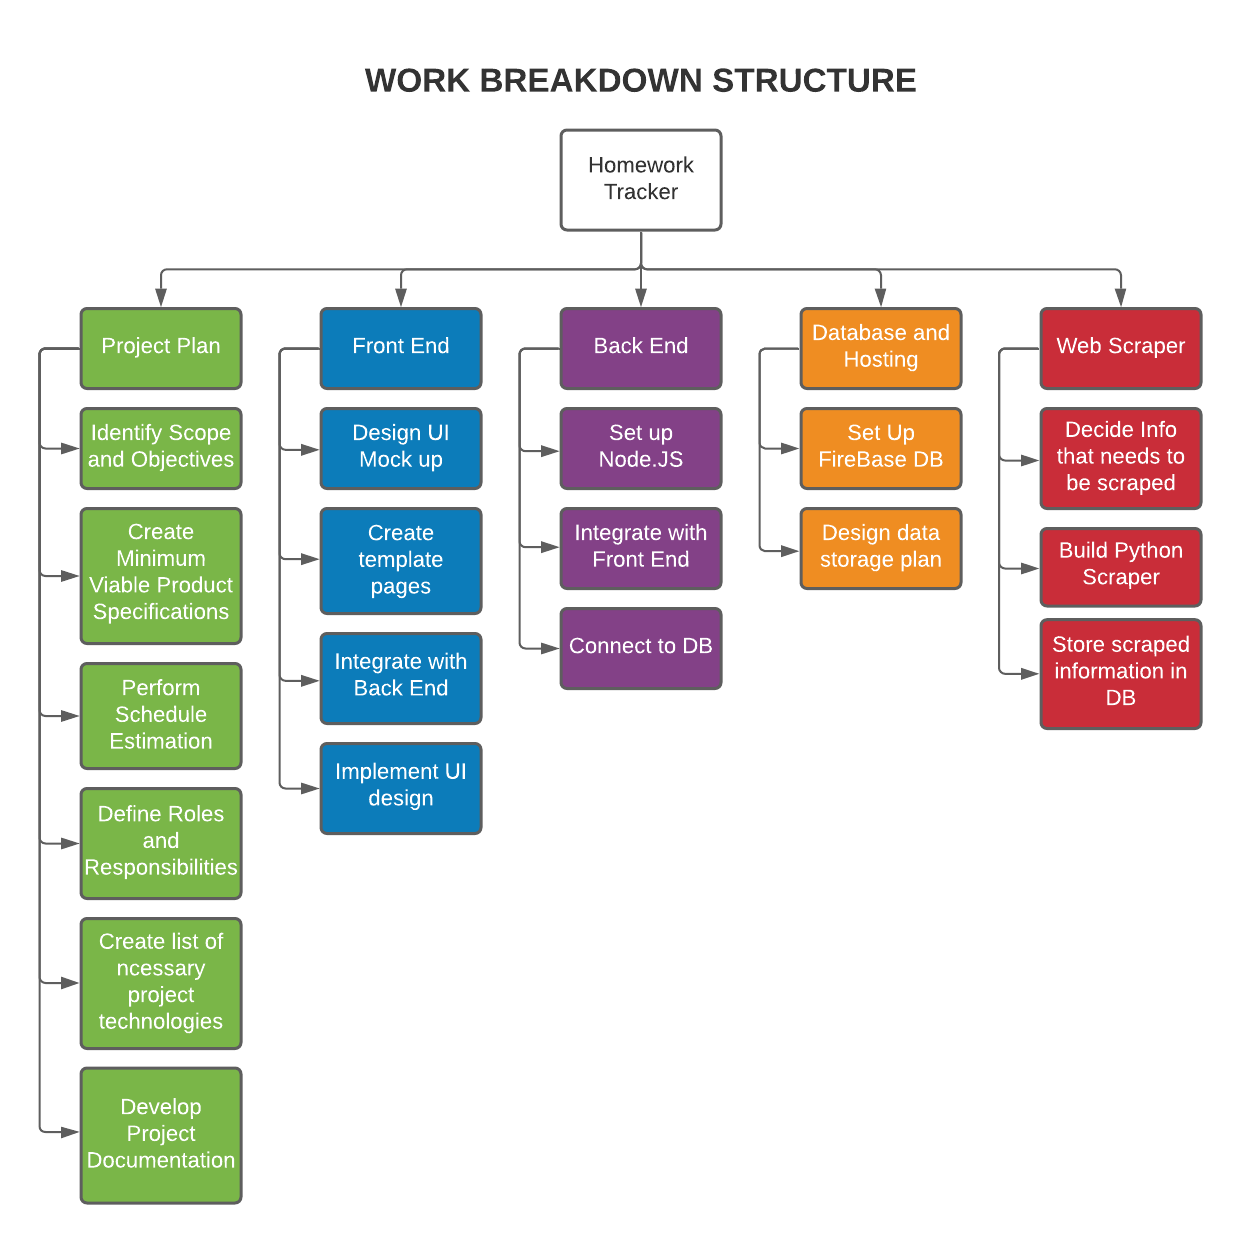 WORK BREAKDOWN STRUCTURE
Homework
Tracker
Project Plan
Identify Scope
and Objectives
Create
Minimum
Viable Product
Specifications
Perform
Schedule
Estimation
Define Roles
and
Responsibilities
Create list of
ncessary
project
technologies
Develop
Project
Documentation
Front End
Design UI
Mock up
Create
template
pages
Integrate with
Back End
Implement UI
design
Back End
Set up
Node.JS
Integrate with
Front End
Connect to DB
Database and
Hosting
Set Up
FireBase DB
Design data
storage plan
Web Scraper
Decide Info
that needs to
be scraped
Build Python
Scraper
Store scraped
information in
DB